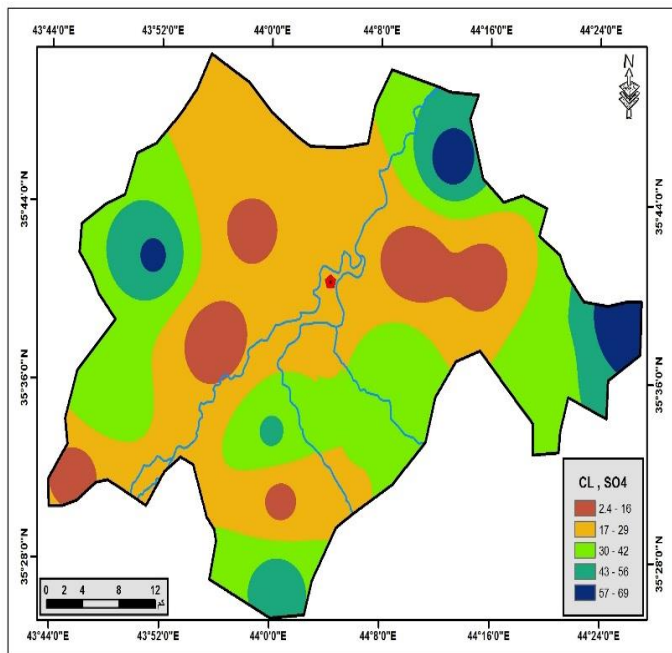 43°44'0"E 43°52'0"E 44°0'0"E 44°8'0"E 44°16'0"E 44°24'0"E
N
35°44'0"N 35°44'0"N
35°36'0"N 35°36'0"N
35°28'0"N 35°28'0"N
CL , SO4
2.4 - 16
17 - 29
30 - 42
43 - 56
57 - 69
0 2 4 8 12
كم
43°44'0"E 43°52'0"E 44°0'0"E 44°8'0"E 44°16'0"E 44°24'0"E